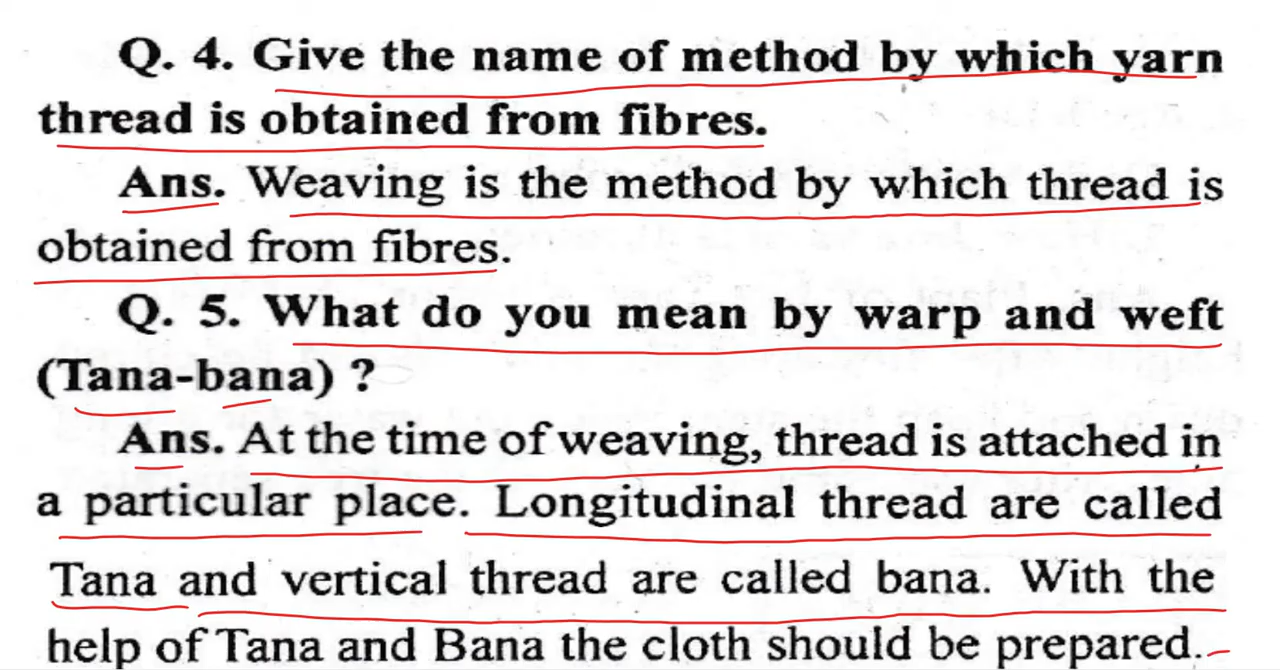 Q. 4. Give the name of method by which yarn
thread is obtained from fibres.
Ans. Weaving is the method by which thread is
obtained from fibres.
Q. 5. What do you mean by warp and weft
(Tana-bana) ?
Ans. At the time of weaving, thread is attached in
a particular place. Longitudinal thread are called
Tana and vertical thread are called bana. With the
help of Tana and Bana the cloth should be prepared.